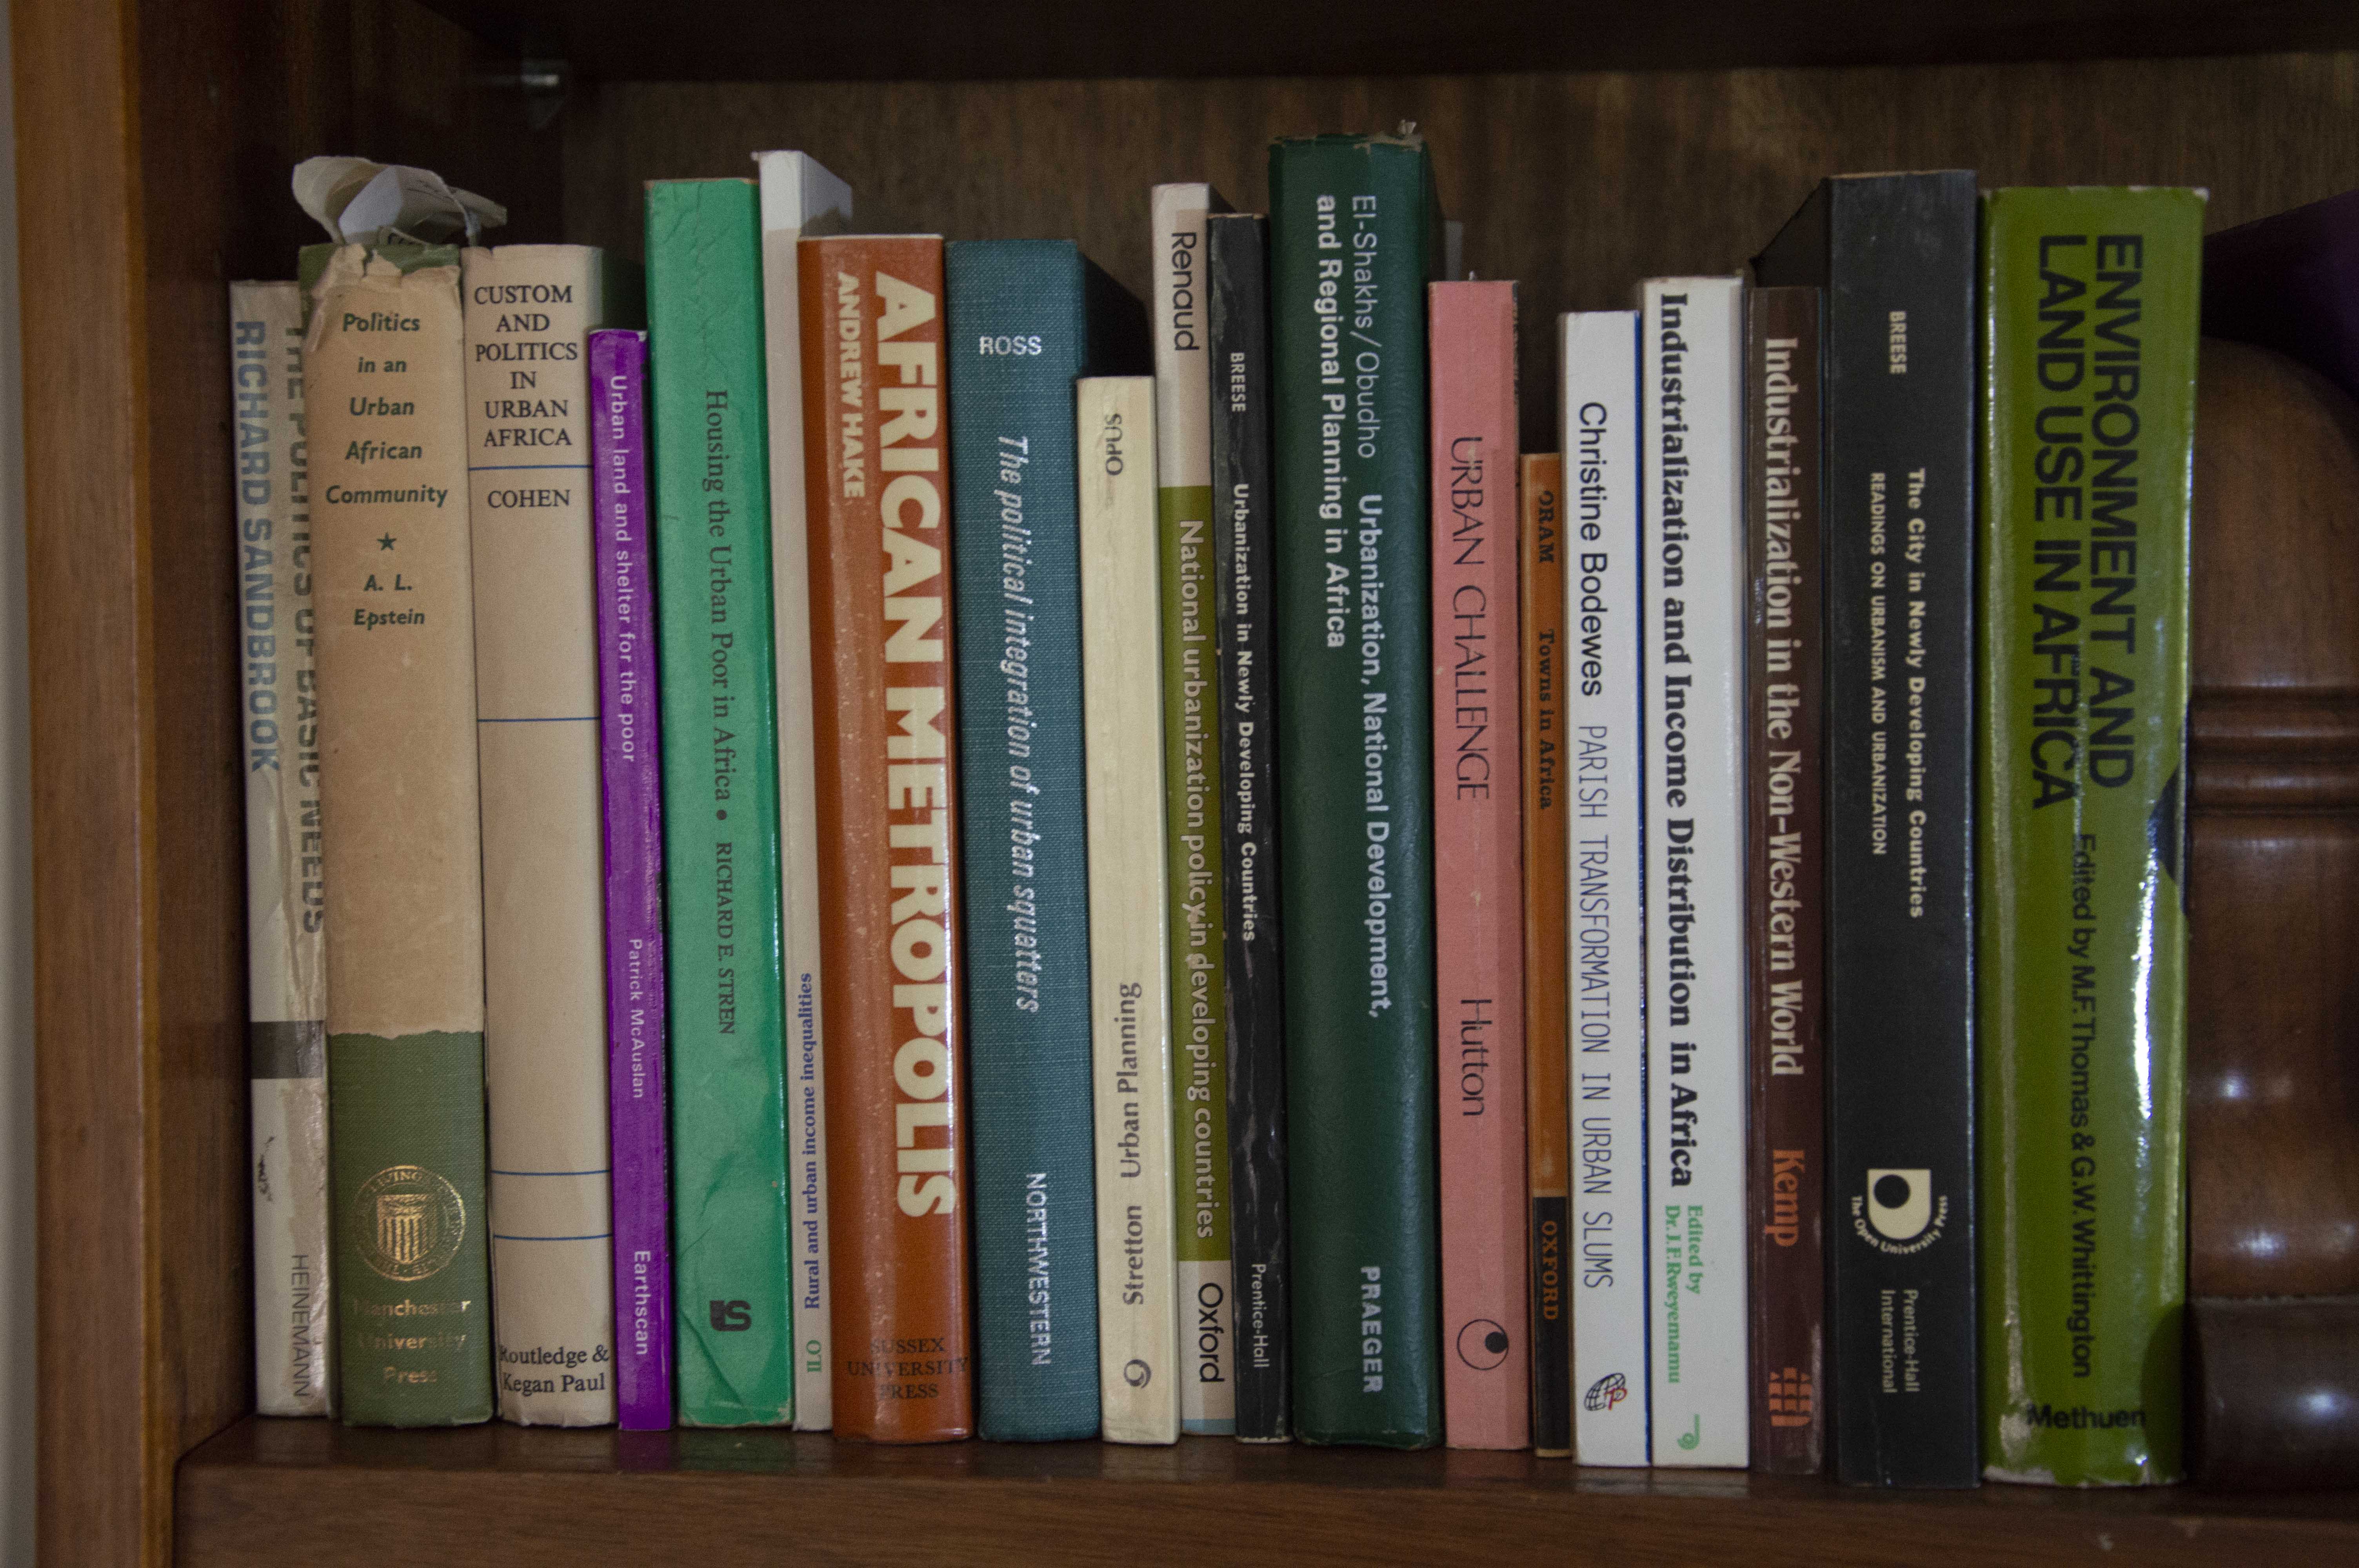 RICHARD SANDBROOK
THE POLITICS OF BASIC NEEDS
HEINEMANN
Politics
in an
Urban
African
Community
A. L.
Epstein
Manchester
University
Press
CUSTOM
AND
POLITICS
IN
URBAN
AFRICA
COHEN
Routledge &
Kegan Paul
Urban land and shelter for the poor
Patrick McAuslan
Earthscan
Housing the Urban Poor in Africa • RICHARD E. STREN
IIS
Rural and urban income inequalities
ILO
AFRICAN METROPOLIS
ANDREW HAKE
SUSSEX
UNIVERSITY
PRESS
ROSS
The political integration of urban squatters
NORTHWESTERN
OPUS
Stretton Urban Planning
Renaud
National urbanization policy in developing countries
Oxford
BREESE
Urbanization in Newly Developing Countries
Prentice-Hall
El-Shakhs/Obudho Urbanization, National Development,
and Regional Planning in Africa
PRAEGER
URBAN CHALLENGE
Hutton
ORAM
Towns in Africa
OXFORD
Christine Bodewes PARISH TRANSFORMATION IN URBAN SLUMS
Industrialization and Income Distribution in Africa
Edited by
Dr. J. F. Rweyemamu
Industrialization in the Non-Western World
Kemp
BREESE
The City in Newly Developing Countries
READINGS ON URBANISM AND URBANIZATION
The Open University Press
Prentice-Hall
International
ENVIRONMENT AND
LAND USE IN AFRICA
Edited by M.F. Thomas & G.W. Whittington
Methuen